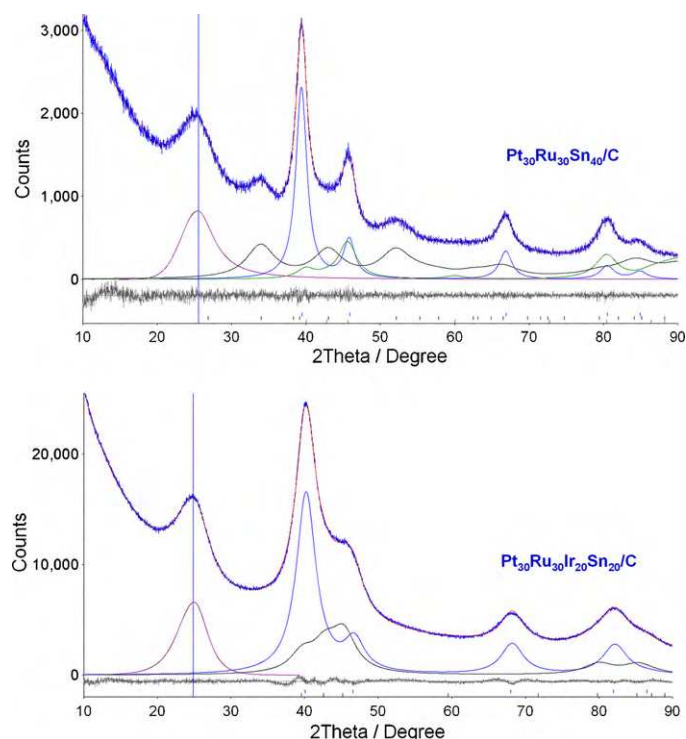 3,000
2,000
1,000
0
Counts
Pt₃₀Ru₃₀Sn₄₀/C
10 20 30 40 50 60 70 80 90
2Theta / Degree
20,000
10,000
0
Counts
Pt₃₀Ru₃₀Ir₂₀Sn₂₀/C
10 20 30 40 50 60 70 80 90
2Theta / Degree